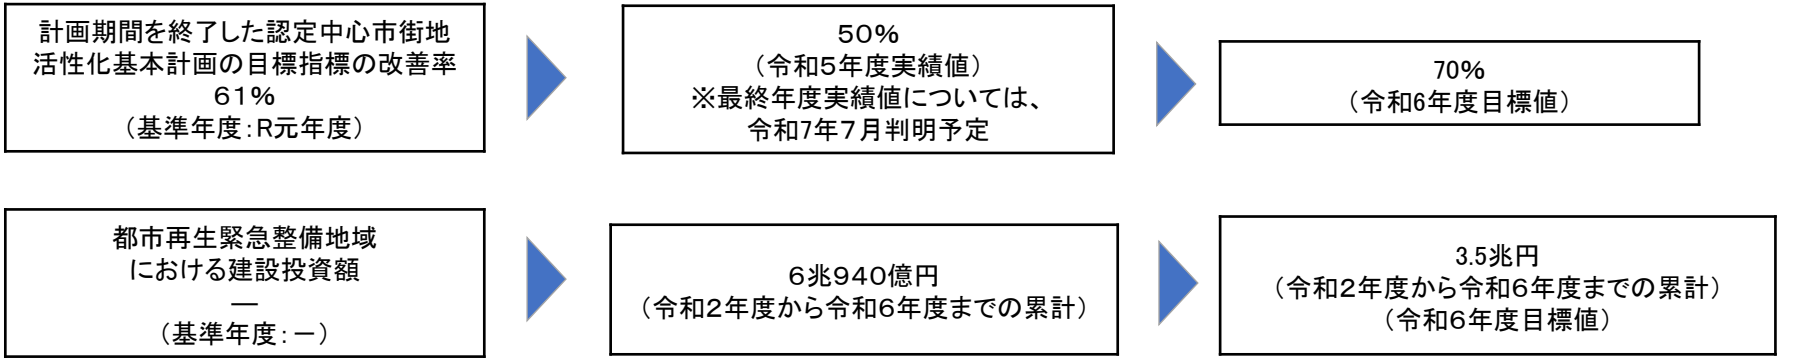 計画期間を終了した認定中心市街地
活性化基本計画の目標指標の改善率
61%
（基準年度：R元年度）
50%
（令和５年度実績値）
※最終年度実績値については、
令和7年７月判明予定
70%
（令和6年度目標値）
都市再生緊急整備地域
における建設投資額
―
（基準年度：－）
６兆940億円
（令和２年度から令和６年度までの累計）
3.5兆円
（令和２年度から令和６年度までの累計）
（令和６年度目標値）